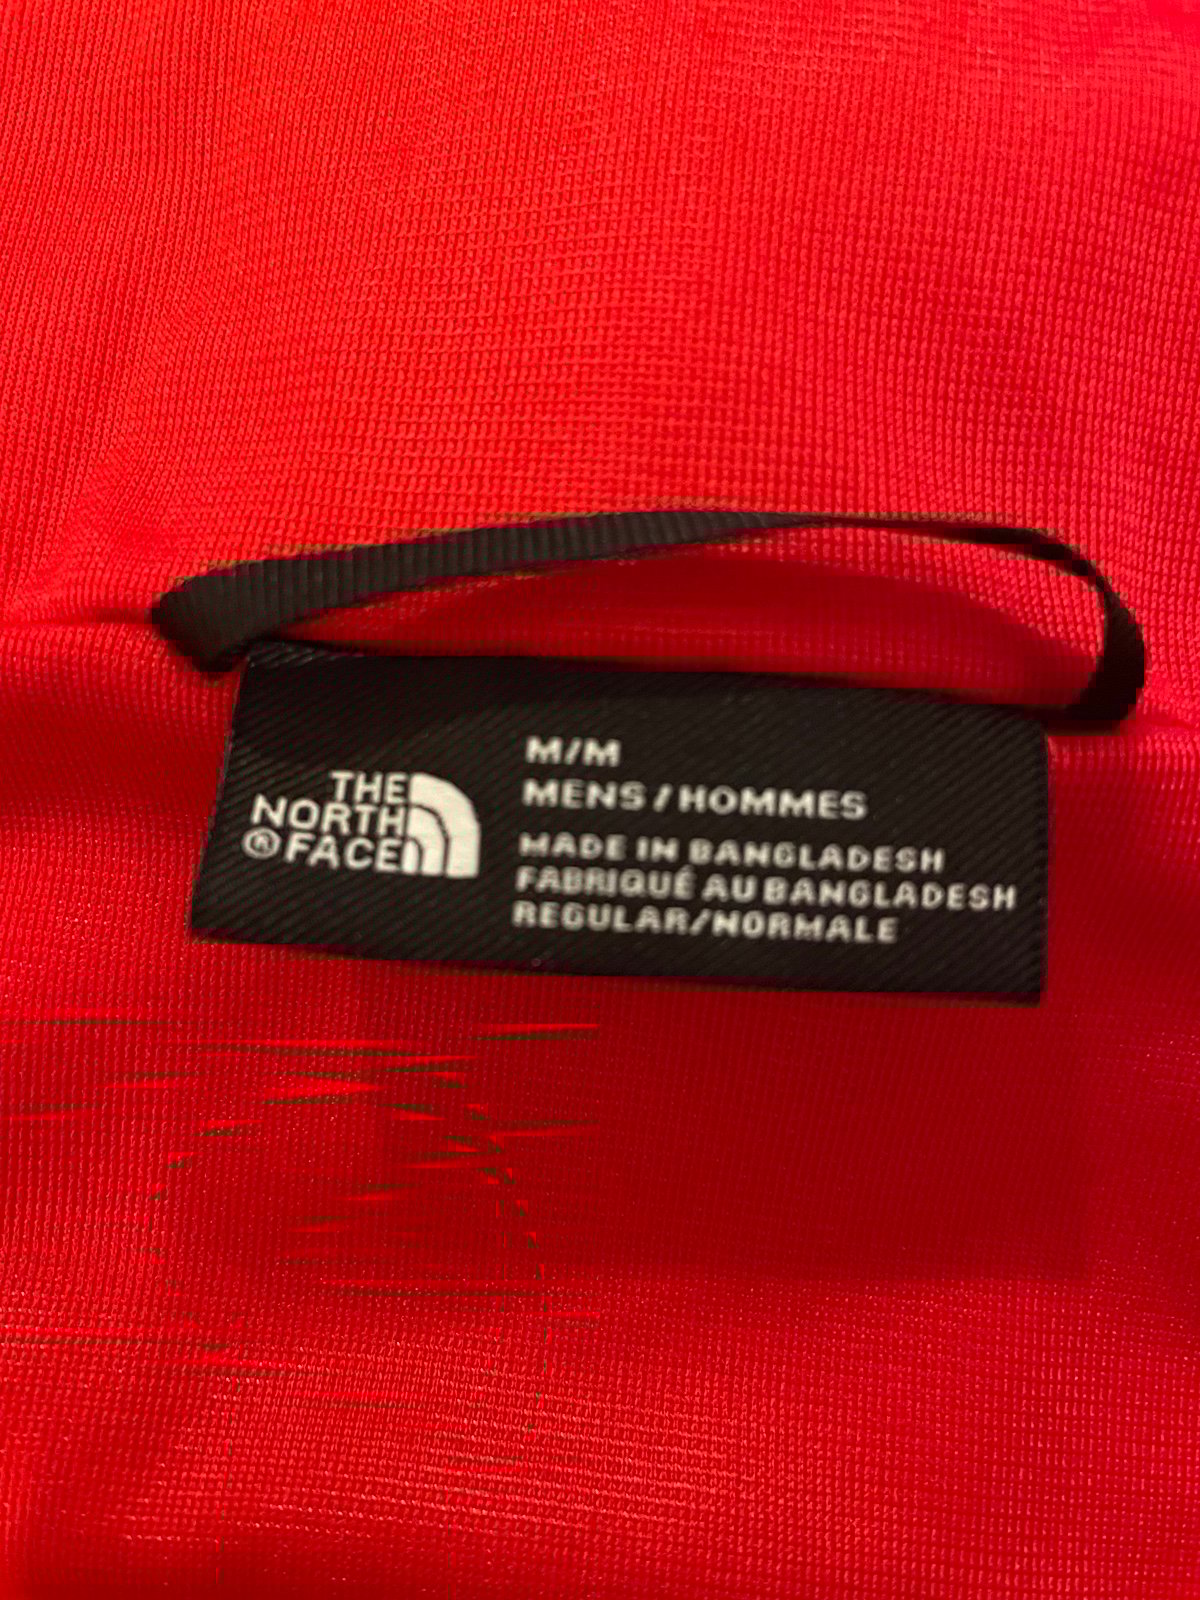 THE
NORTH
® FACE
M/M
MENS / HOMMES
MADE IN BANGLADESH
FABRIQUÉ AU BANGLADESH
REGULAR/NORMALE